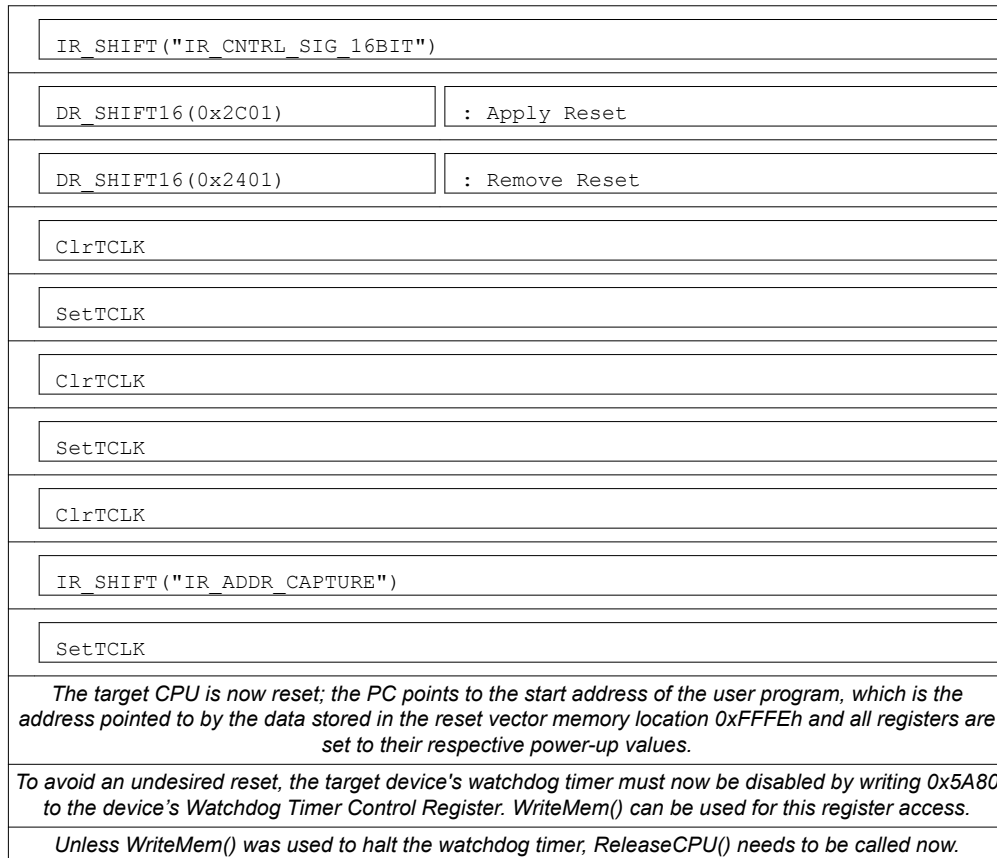 IR_SHIFT("IR_CNTRL_SIG_16BIT")
DR_SHIFT16(0x2C01) : Apply Reset
DR_SHIFT16(0x2401) : Remove Reset
ClrTCLK
SetTCLK
ClrTCLK
SetTCLK
ClrTCLK
IR_SHIFT("IR_ADDR_CAPTURE")
SetTCLK
The target CPU is now reset; the PC points to the start address of the user program, which is the
address pointed to by the data stored in the reset vector memory location 0xFFFEh and all registers are
set to their respective power-up values.
To avoid an undesired reset, the target device's watchdog timer must now be disabled by writing 0x5A80
to the device’s Watchdog Timer Control Register. WriteMem() can be used for this register access.
Unless WriteMem() was used to halt the watchdog timer, ReleaseCPU() needs to be called now.